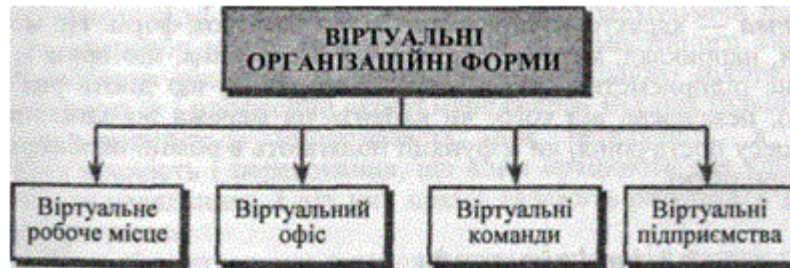 ВІРТУАЛЬНІ
ОРГАНІЗАЦІЙНІ ФОРМИ
Віртуальне
робоче місце
Віртуальний
офіс
Віртуальні
команди
Віртуальні
підприємства